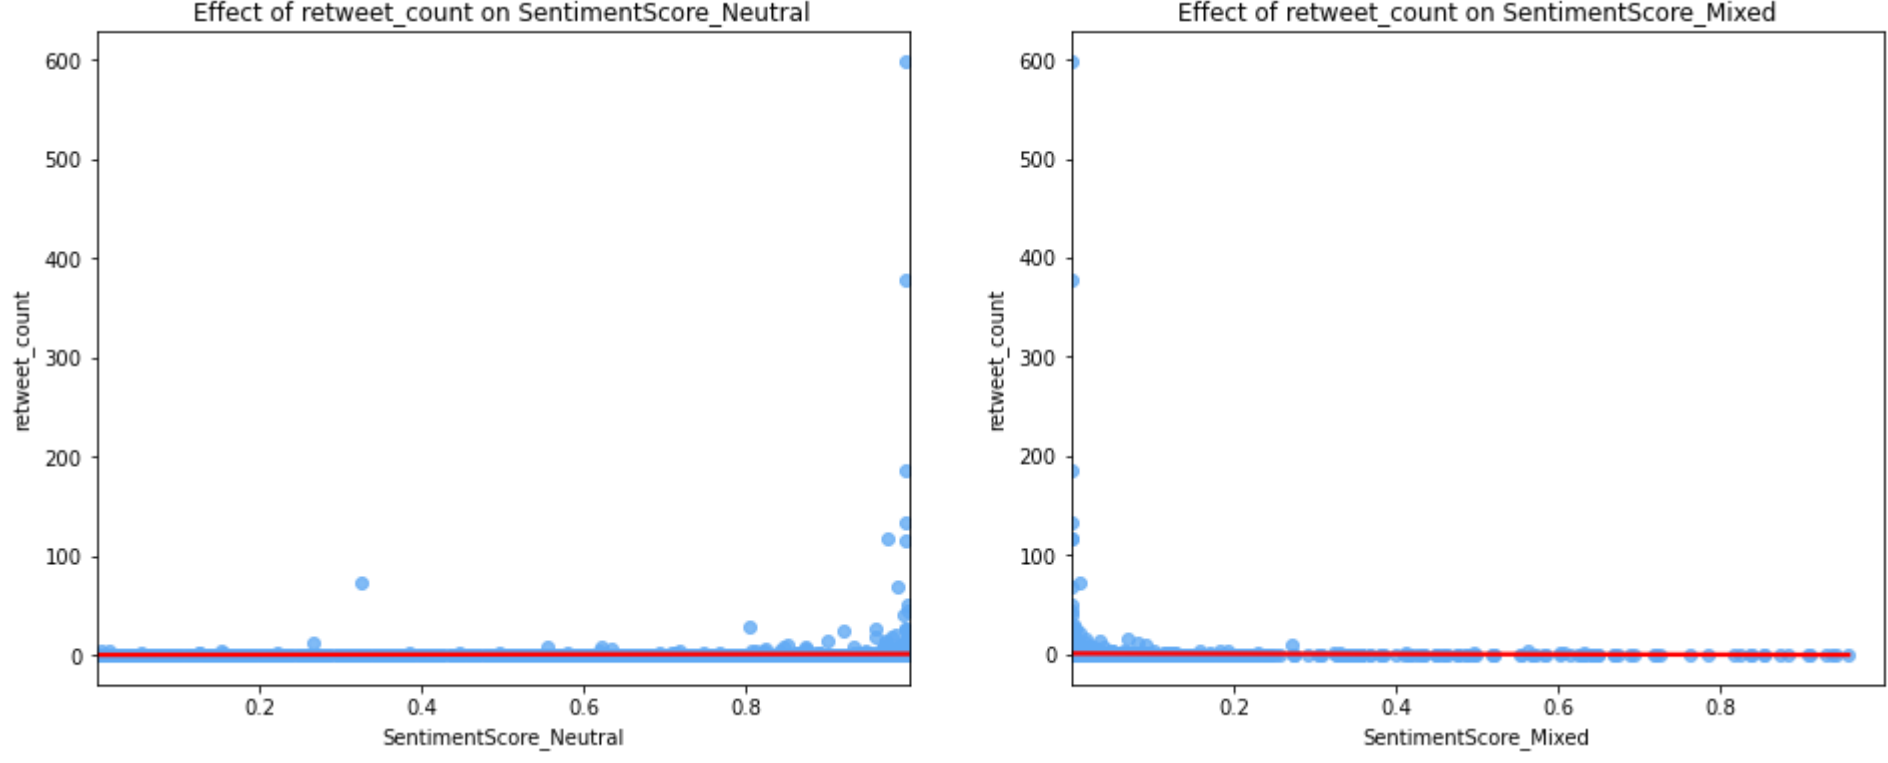 Effect of retweet_count on SentimentScore_Neutral
600
500
400
300
200
100
0
retweet_count
0.2 0.4 0.6 0.8
SentimentScore_Neutral
Effect of retweet_count on SentimentScore_Mixed
600
500
400
300
200
100
0
retweet_count
0.2 0.4 0.6 0.8
SentimentScore_Mixed